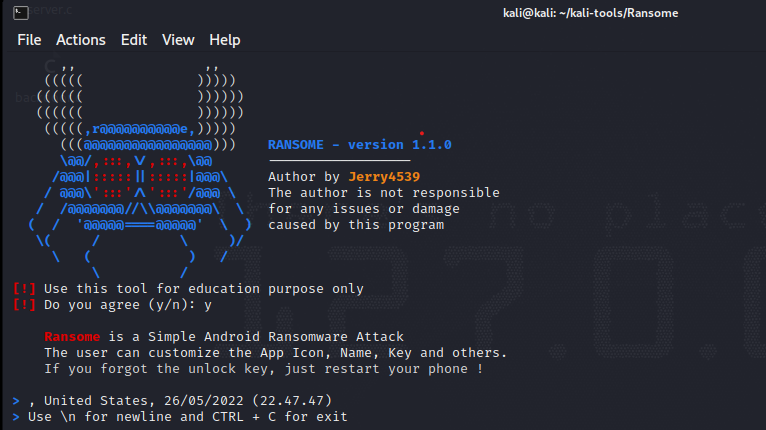 kali@kali: ~/kali-tools/Ransome
File Actions Edit View Help
RANSOME - version 1.1.0
Author by Jerry4539
The author is not responsible
for any issues or damage
caused by this program
[!] Use this tool for education purpose only
[!] Do you agree (y/n): y
Ransome is a Simple Android Ransomware Attack
The user can customize the App Icon, Name, Key and others.
If you forgot the unlock key, just restart your phone !
> , United States, 26/05/2022 (22.47.47)
> Use \n for newline and CTRL + C for exit